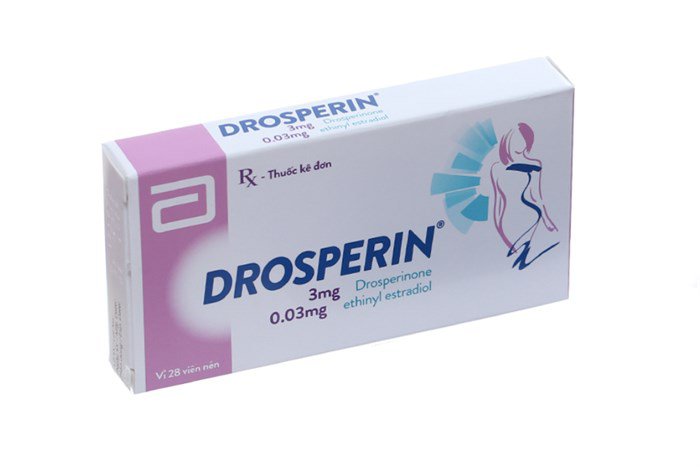 DROSPERIN®
3mg Drosperinone
0.03mg ethinyl estradiol
Rx - Thuốc kê đơn
DROSPERIN®
3mg Drosperinone
0.03mg ethinyl estradiol
Vỉ 28 viên nén